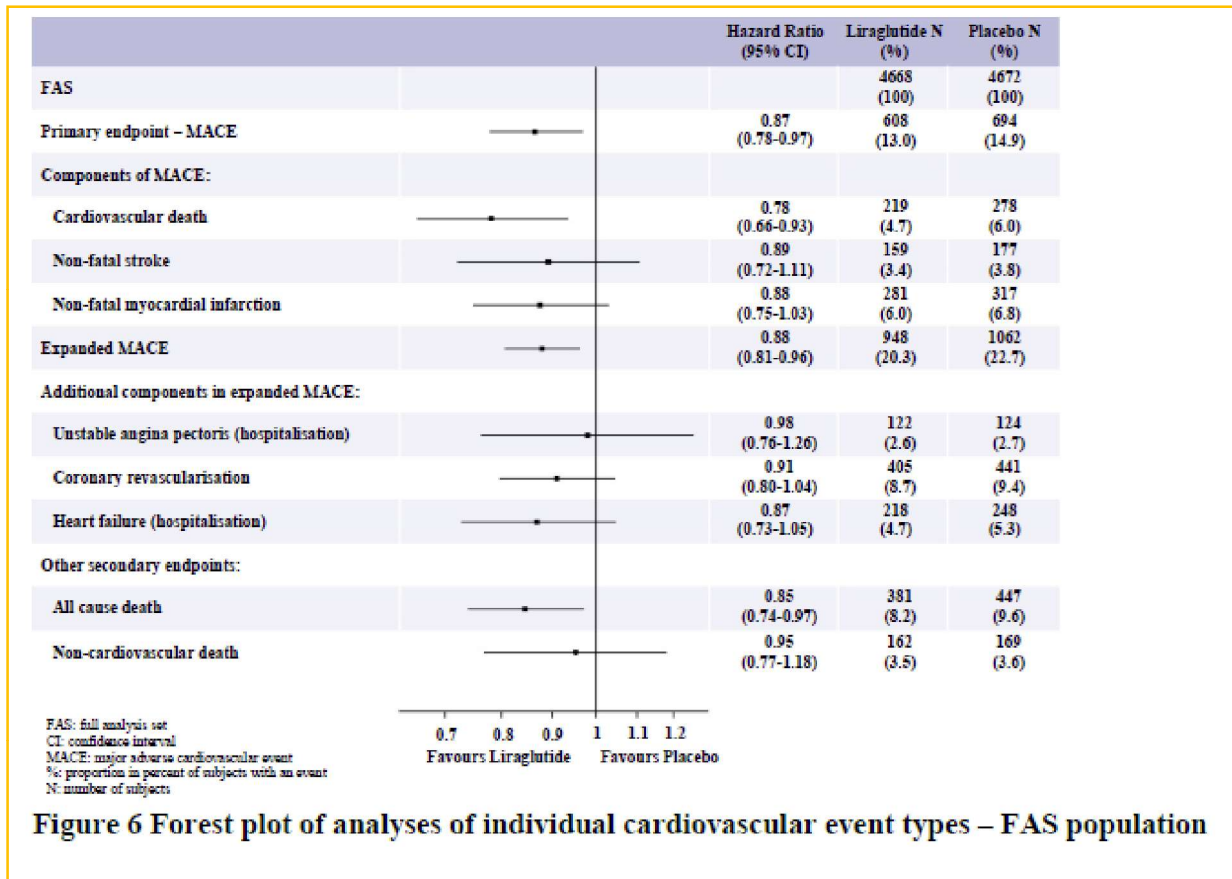 Hazard Ratio Liraglutide N Placebo N
(95% CI) (%) (%)
FAS 4668 4672
(100) (100)
Primary endpoint – MACE 0.87 608 694
(0.78-0.97) (13.0) (14.9)
Components of MACE:
Cardiovascular death 0.78 219 278
(0.66-0.93) (4.7) (6.0)
Non-fatal stroke 0.89 159 177
(0.72-1.11) (3.4) (3.8)
Non-fatal myocardial infarction 0.88 281 317
(0.75-1.03) (6.0) (6.8)
Expanded MACE 0.88 948 1062
(0.81-0.96) (20.3) (22.7)
Additional components in expanded MACE:
Unstable angina pectoris (hospitalisation) 0.98 122 124
(0.76-1.26) (2.6) (2.7)
Coronary revascularisation 0.91 405 441
(0.80-1.04) (8.7) (9.4)
Heart failure (hospitalisation) 0.87 218 248
(0.73-1.05) (4.7) (5.3)
Other secondary endpoints:
All cause death 0.85 381 447
(0.74-0.97) (8.2) (9.6)
Non-cardiovascular death 0.95 162 169
(0.77-1.18) (3.5) (3.6)
0.7 0.8 0.9 1 1.1 1.2
Favours Liraglutide Favours Placebo
FAS: full analysis set
CI: confidence interval
MACE: major adverse cardiovascular event
%: proportion in percent of subjects with an event
N: number of subjects
Figure 6 Forest plot of analyses of individual cardiovascular event types – FAS population